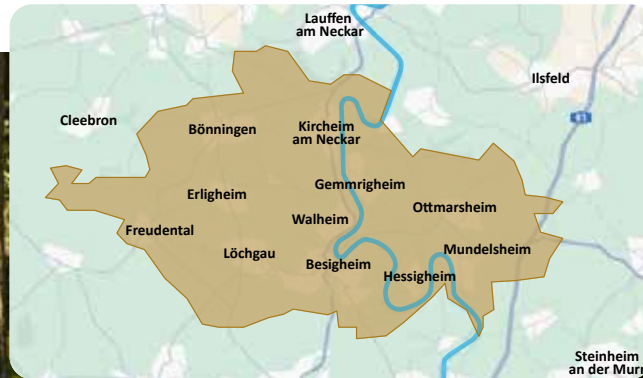 Lauffen
am Neckar
Ilsfeld
81
Cleebron
Bönningen
Kircheim
am Neckar
Gemmrigheim
Erligheim
Ottmarsheim
Walheim
Freudental
Löchgau
Besigheim
Mundelsheim
Hessigheim
Steinheim
an der Mur